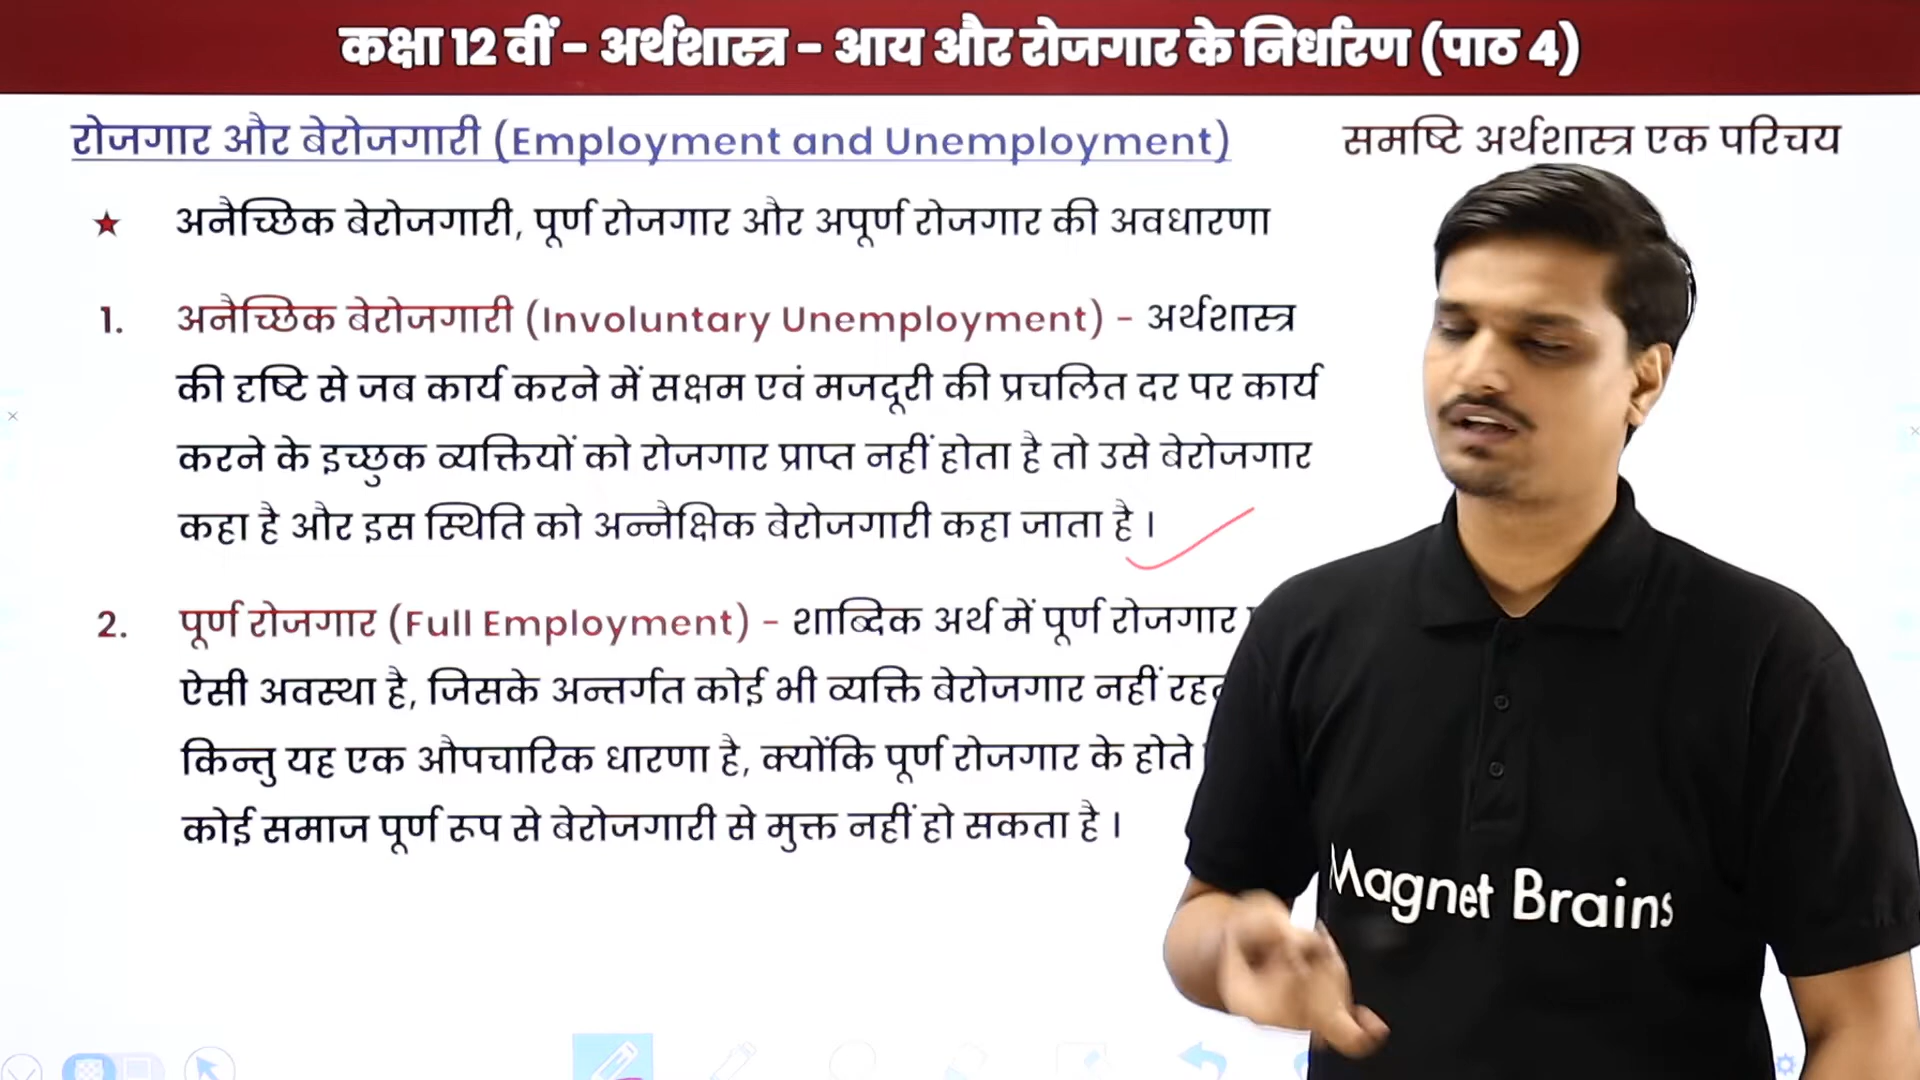 कक्षा 12 वीं - अर्थशास्त्र - आय और रोजगार के निर्धारण (पाठ 4)
रोजगार और बेरोजगारी (Employment and Unemployment)
समष्टि अर्थशास्त्र एक परिचय
★ अनैच्छिक बेरोजगारी, पूर्ण रोजगार और अपूर्ण रोजगार की अवधारणा
1. अनैच्छिक बेरोजगारी (Involuntary Unemployment) - अर्थशास्त्र
की दृष्टि से जब कार्य करने में सक्षम एवं मजदूरी की प्रचलित दर पर कार्य
करने के इच्छुक व्यक्तियों को रोजगार प्राप्त नहीं होता है तो उसे बेरोजगार
कहा है और इस स्थिति को अन्नैक्षिक बेरोजगारी कहा जाता है।
2. पूर्ण रोजगार (Full Employment) - शाब्दिक अर्थ में पूर्ण रोजगार
ऐसी अवस्था है, जिसके अन्तर्गत कोई भी व्यक्ति बेरोजगार नहीं
किन्तु यह एक औपचारिक धारणा है, क्योंकि पूर्ण रोजगार के होते
कोई समाज पूर्ण रूप से बेरोजगारी से मुक्त नहीं हो सकता है।
Magnet Brains